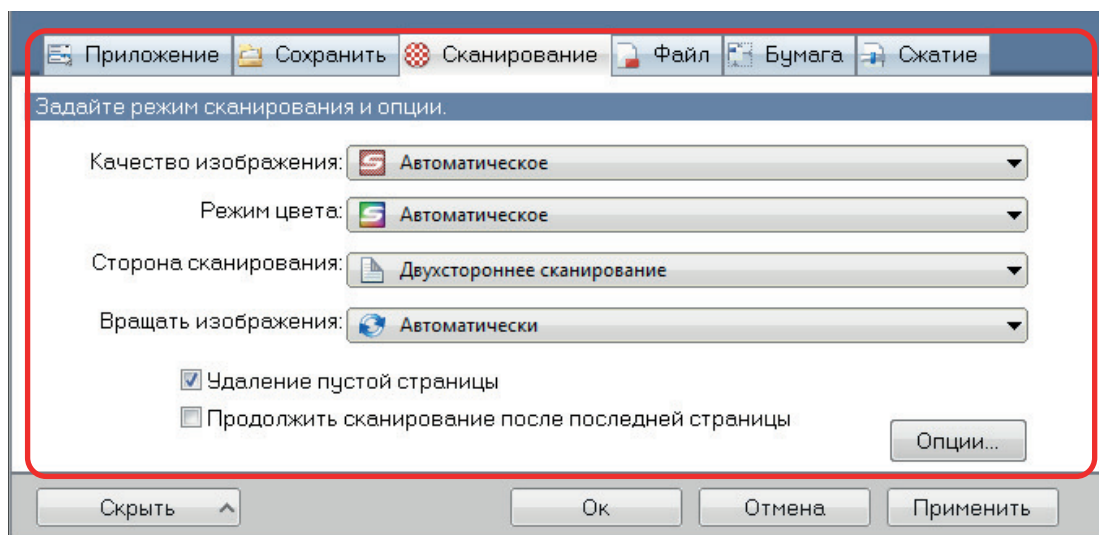 Приложение Сохранить Сканирование Файл Бумага Сжатие
Задайте режим сканирования и опции.
Качество изображения: Автоматическое
Режим цвета: Автоматическое
Сторона сканирования: Двухстороннее сканирование
Вращать изображения: Автоматически
Удаление пустой страницы
Продолжить сканирование после последней страницы
Опции...
Скрыть Ок Отмена Применить